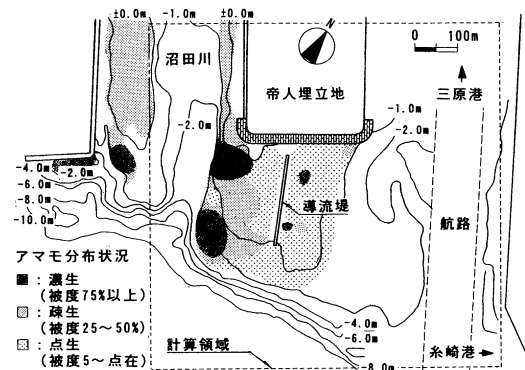 ±0.0m
-1.0m
±0.0m
N
0 100m
沼田川
帝人埋立地
三原港
-2.0m
-1.0m
-2.0m
-4.0m
-2.0m
-6.0m
-8.0m
-10.0m
導流堤
航路
アマモ分布状況
:濃生
(被度75%以上)
:疎生
(被度25〜50%)
:点生
(被度5〜点在)
計算領域
-4.0m
-6.0m
-8.0m
糸崎港